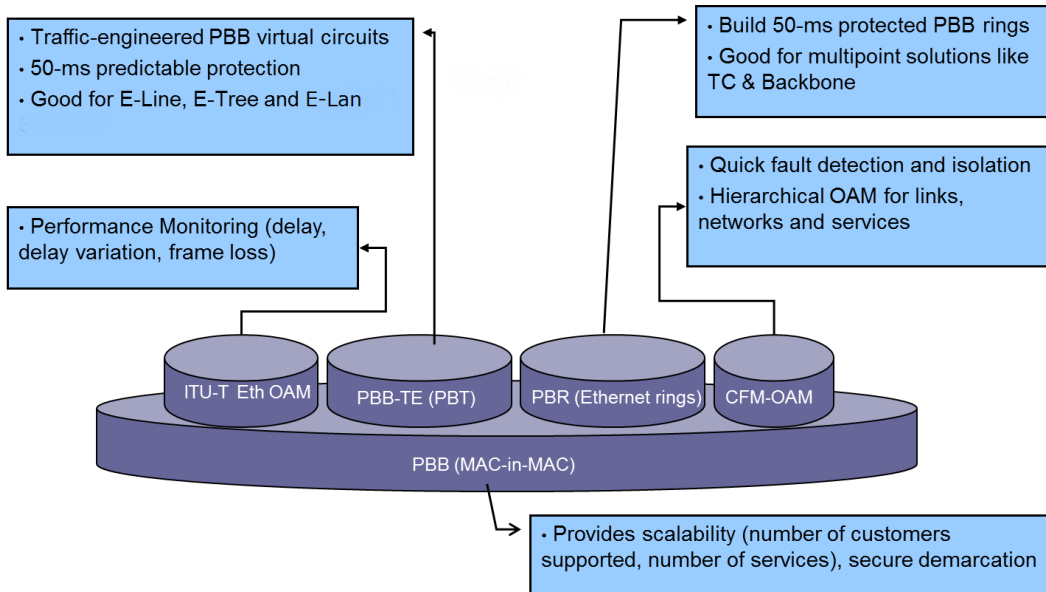 • Traffic-engineered PBB virtual circuits
• 50-ms predictable protection
• Good for E-Line, E-Tree and E-Lan
• Build 50-ms protected PBB rings
• Good for multipoint solutions like
TC & Backbone
• Quick fault detection and isolation
• Hierarchical OAM for links,
networks and services
• Performance Monitoring (delay,
delay variation, frame loss)
ITU-T Eth OAM
PBB-TE (PBT)
PBR (Ethernet rings)
CFM-OAM
PBB (MAC-in-MAC)
• Provides scalability (number of customers
supported, number of services), secure demarcation